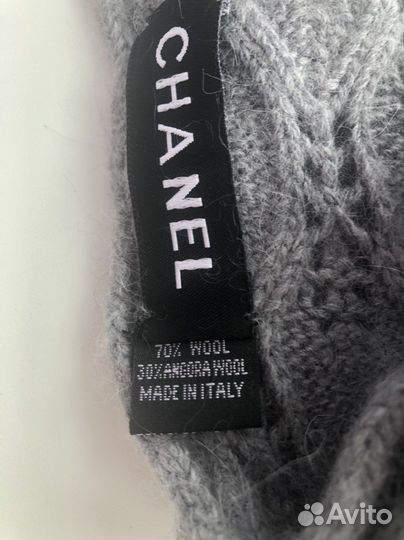 CHANEL
70% WOOL
30% ANGORA WOOL
MADE IN ITALY
Avito